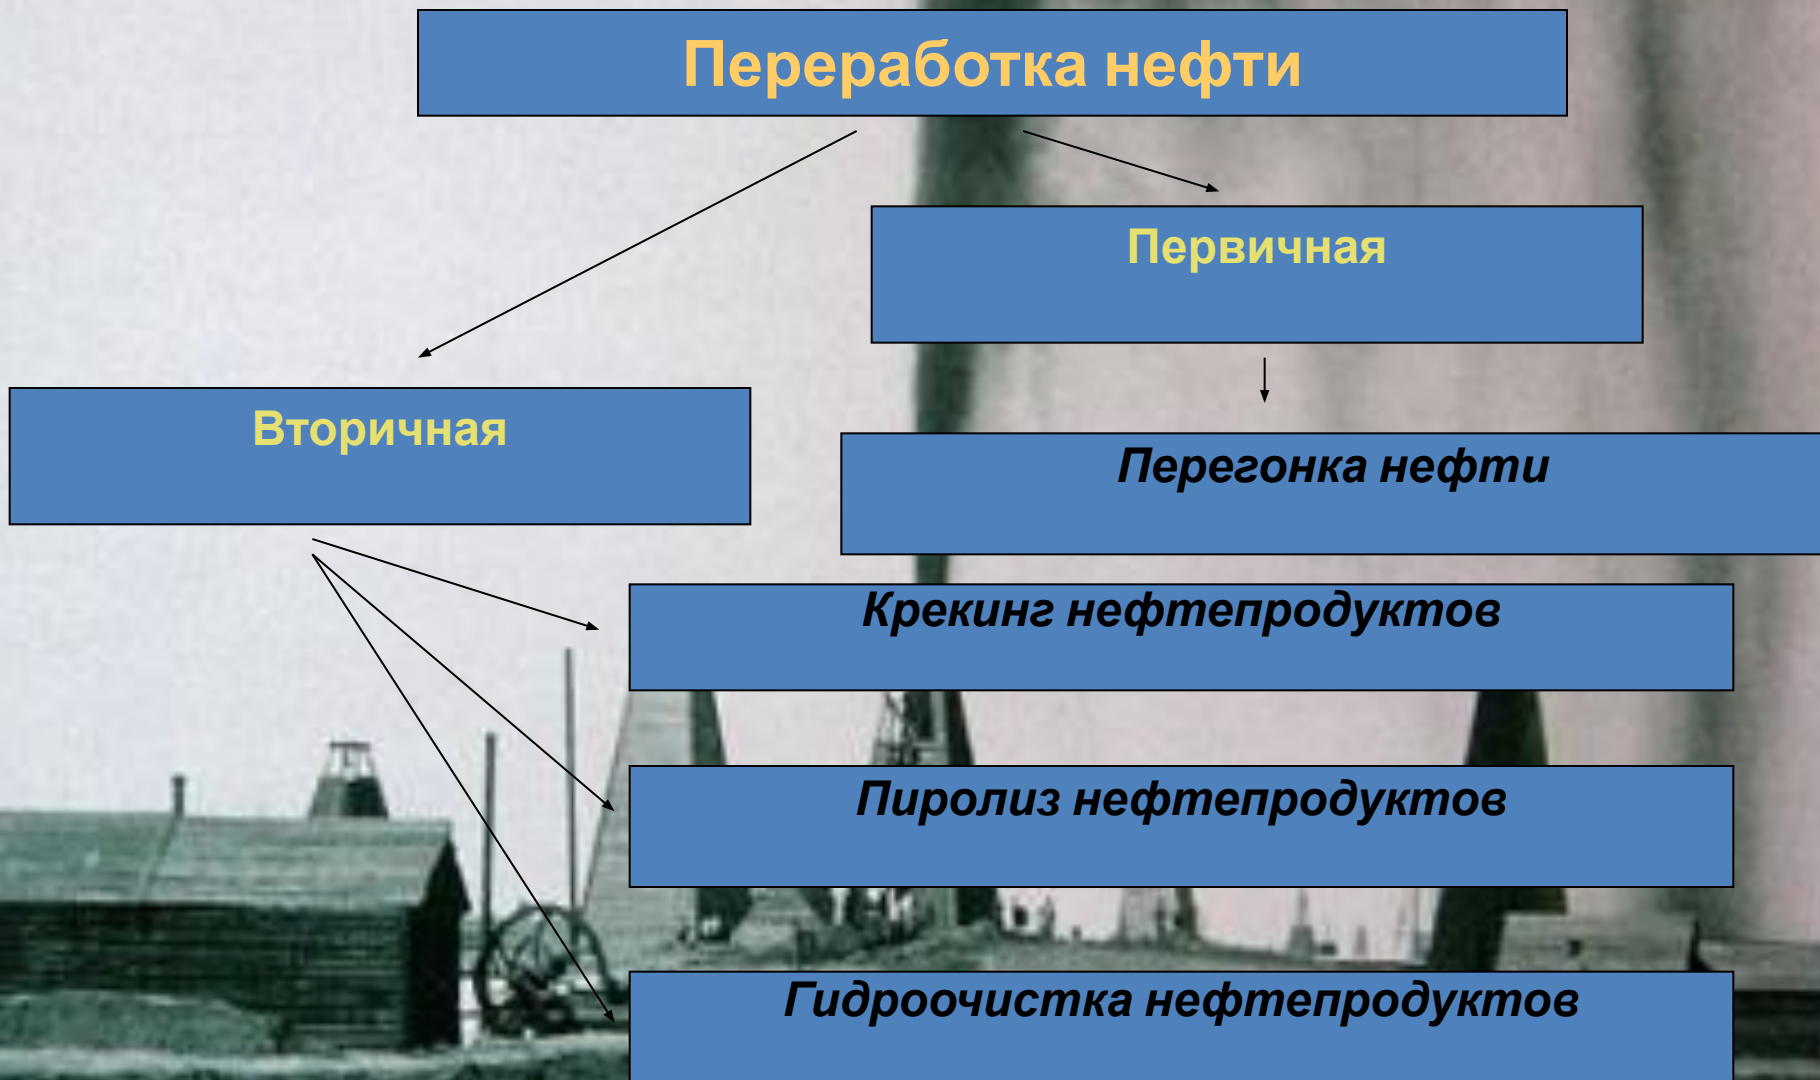 Переработка нефти
Первичная
Вторичная
Перегонка нефти
Крекинг нефтепродуктов
Пиролиз нефтепродуктов
Гидроочистка нефтепродуктов